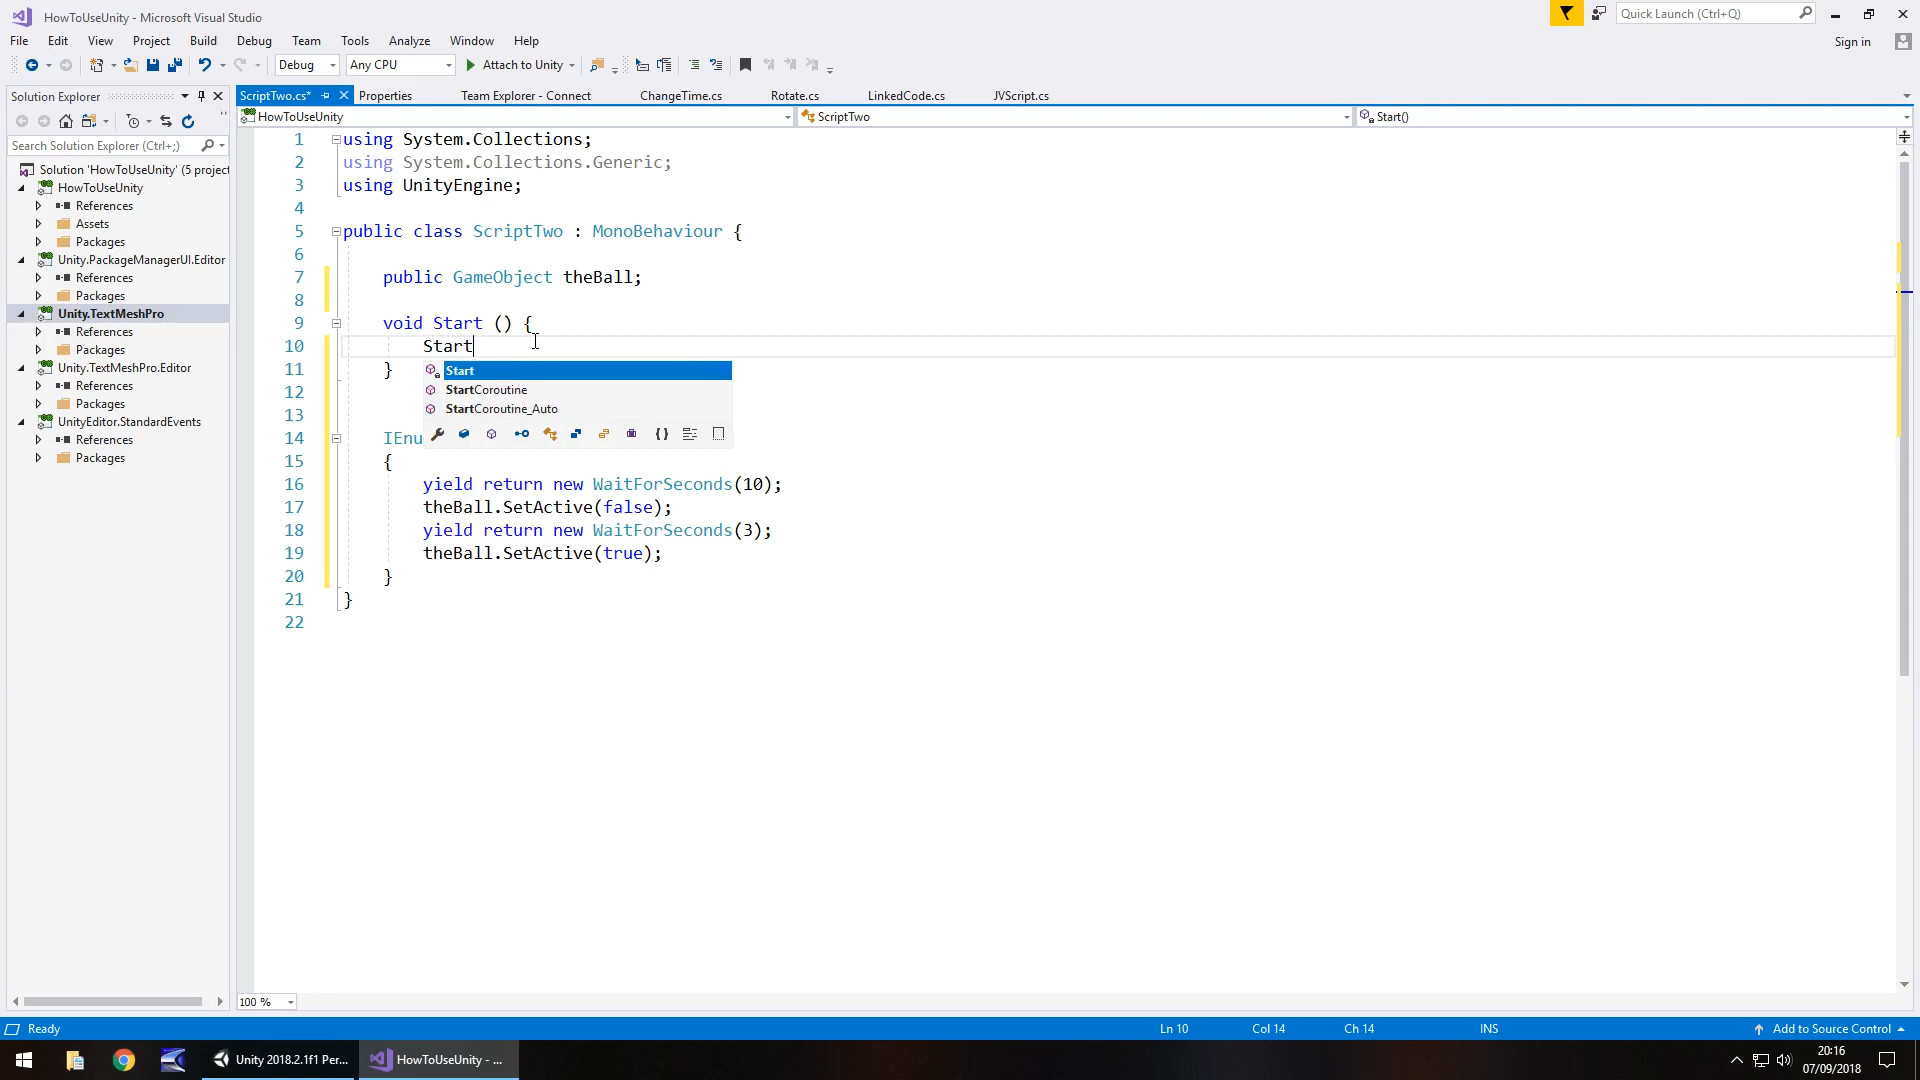 HowToUseUnity - Microsoft Visual Studio
Quick Launch (Ctrl+Q)
File Edit View Project Build Debug Team Tools Analyze Window Help
Sign in
Debug Any CPU Attach to Unity
Solution Explorer
ScriptTwo.cs* Properties Team Explorer - Connect ChangeTime.cs Rotate.cs LinkedCode.cs JVScript.cs
HowToUseUnity ScriptTwo Start()
Search Solution Explorer (Ctrl+;)
Solution 'HowToUseUnity' (5 project
HowToUseUnity
References
Assets
Packages
Unity.PackageManagerUI.Editor
References
Packages
Unity.TextMeshPro
References
Packages
Unity.TextMeshPro.Editor
References
Packages
UnityEditor.StandardEvents
References
Packages
1 using System.Collections;
2 using System.Collections.Generic;
3 using UnityEngine;
4
5 public class ScriptTwo : MonoBehaviour {
6
7 public GameObject theBall;
8
9 void Start () {
10 Start
11 }
12
13
14 IEnu
15 {
16 yield return new WaitForSeconds(10);
17 theBall.SetActive(false);
18 yield return new WaitForSeconds(3);
19 theBall.SetActive(true);
20 }
21 }
22
Start
StartCoroutine
StartCoroutine_Auto
100 %
Ready Ln 10 Col 14 Ch 14 INS Add to Source Control
Unity 2018.2.1f1 Per... HowToUseUnity - ...
20:16
07/09/2018